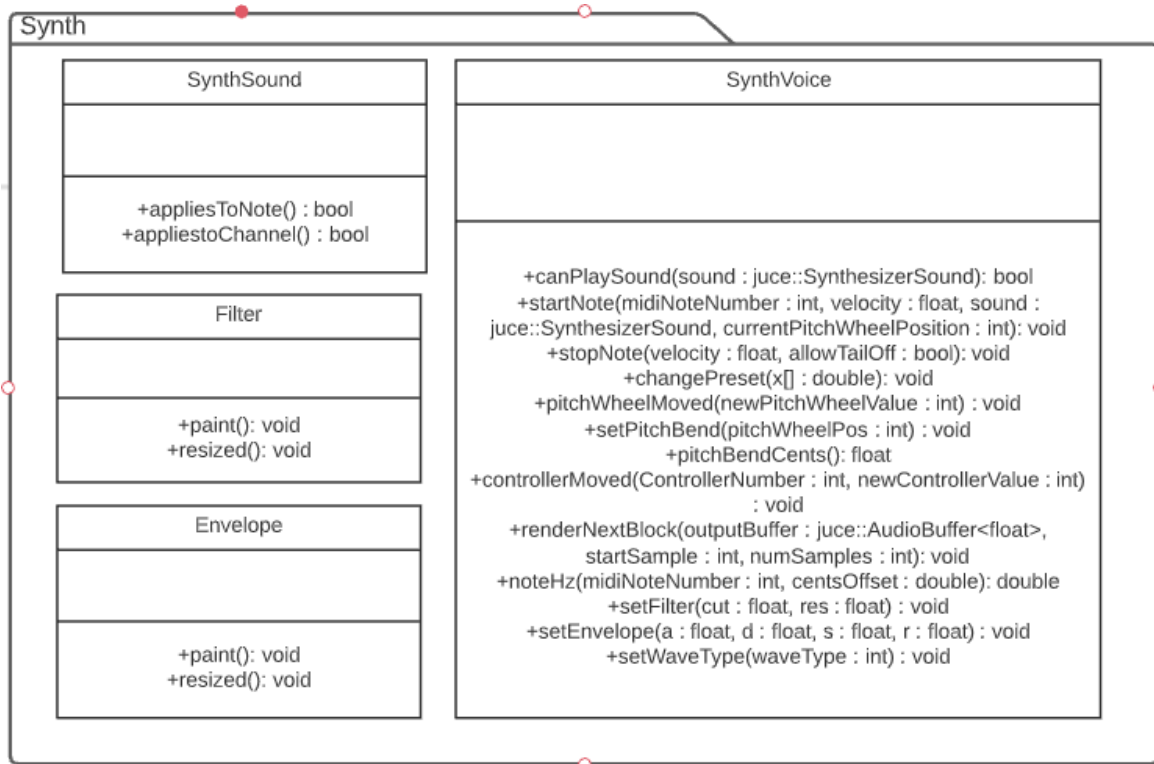 Synth
SynthSound
+appliesToNote() : bool
+appliestoChannel() : bool
Filter
+paint(): void
+resized(): void
Envelope
+paint(): void
+resized(): void
SynthVoice
+canPlaySound(sound : juce::SynthesizerSound): bool
+startNote(midiNoteNumber : int, velocity : float, sound :
juce::SynthesizerSound, currentPitchWheelPosition : int): void
+stopNote(velocity : float, allowTailOff : bool): void
+changePreset(x[] : double): void
+pitchWheelMoved(newPitchWheelValue : int) : void
+setPitchBend(pitchWheelPos : int) : void
+pitchBendCents(): float
+controllerMoved(ControllerNumber : int, newControllerValue : int)
: void
+renderNextBlock(outputBuffer : juce::AudioBuffer<float>,
startSample : int, numSamples : int): void
+noteHz(midiNoteNumber : int, centsOffset : double): double
+setFilter(cut : float, res : float) : void
+setEnvelope(a : float, d : float, s : float, r : float) : void
+setWaveType(waveType : int) : void